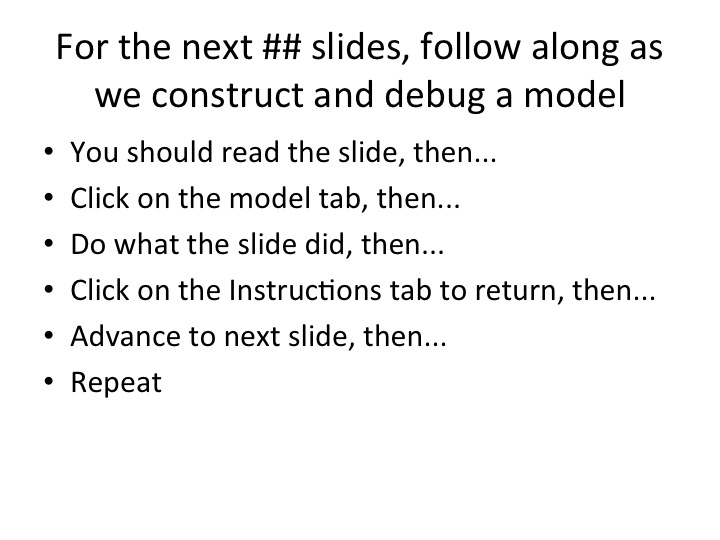 For the next ## slides, follow along as
we construct and debug a model
• You should read the slide, then...
• Click on the model tab, then...
• Do what the slide did, then...
• Click on the Instructions tab to return, then...
• Advance to next slide, then...
• Repeat